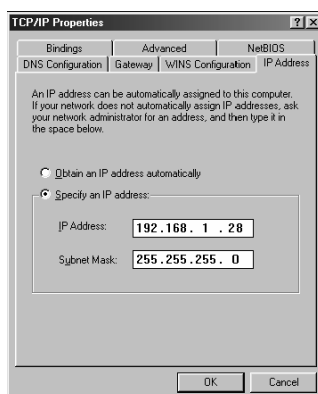 TCP/IP Properties
? ×
Bindings Advanced NetBIOS
DNS Configuration Gateway WINS Configuration IP Address
An IP address can be automatically assigned to this computer.
If your network does not automatically assign IP addresses, ask
your network administrator for an address, and then type it in
the space below.
Obtain an IP address automatically
Specify an IP address:
IP Address: 192.168. 1 .28
Subnet Mask: 255.255.255. 0
OK Cancel